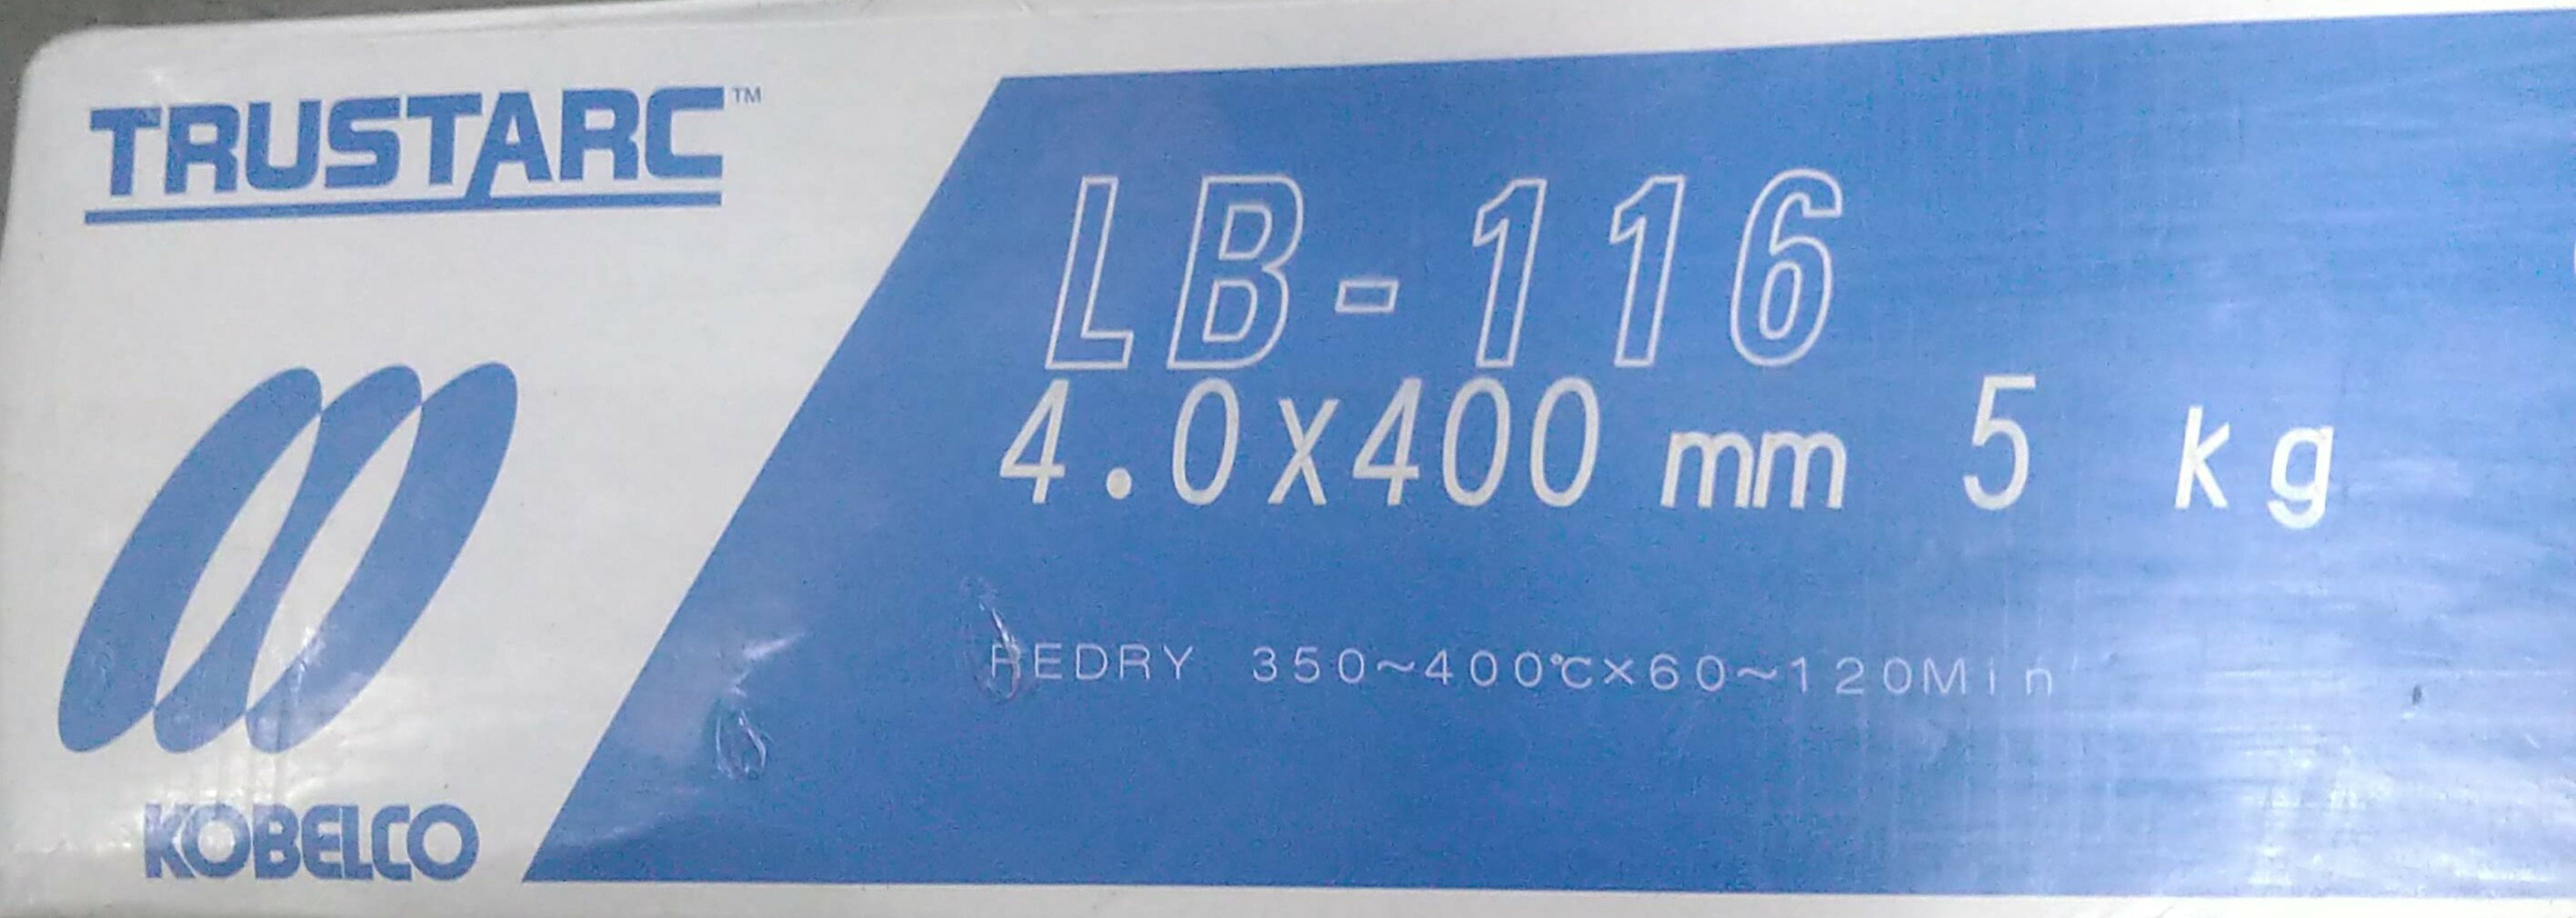 TRUSTARC™
KOBELCO
LB-116
4.0X400 mm 5 kg
REDRY 350~400℃×60~120Min